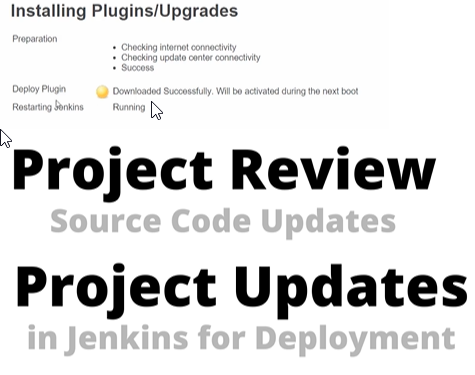 Installing Plugins/Upgrades
Preparation
• Checking internet connectivity
• Checking update center connectivity
• Success
Deploy Plugin Downloaded Successfully. Will be activated during the next boot
Restarting Jenkins Running
Project Review
Source Code Updates
Project Updates
in Jenkins for Deployment